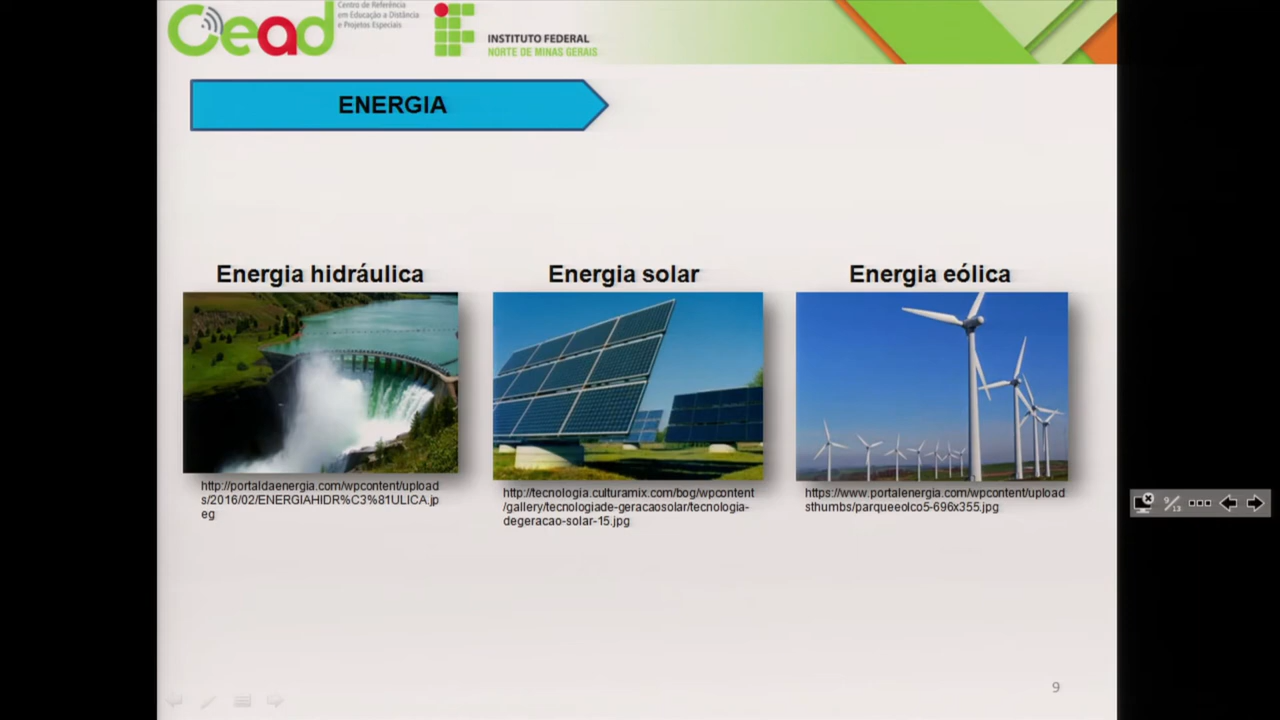 Cead
Centro de Referência
em Educação a Distância
e Projetos Especiais
INSTITUTO FEDERAL
NORTE DE MINAS GERAIS
ENERGIA
Energia hidráulica
Energia solar
Energia eólica
http://portaldaenergia.com/wpcontent/upload
s/2016/02/ENERGIAHIDR%C3%81ULICA.jp
eg
http://tecnologia.culturamix.com/bog/wpcontent
/gallery/tecnologiade-geracaosolar/tecnologia-
degeracao-solar-15.jpg
https://www.portalenergia.com/wpcontent/upload
sthumbs/parqueeolco5-696x355.jpg
9/13
9